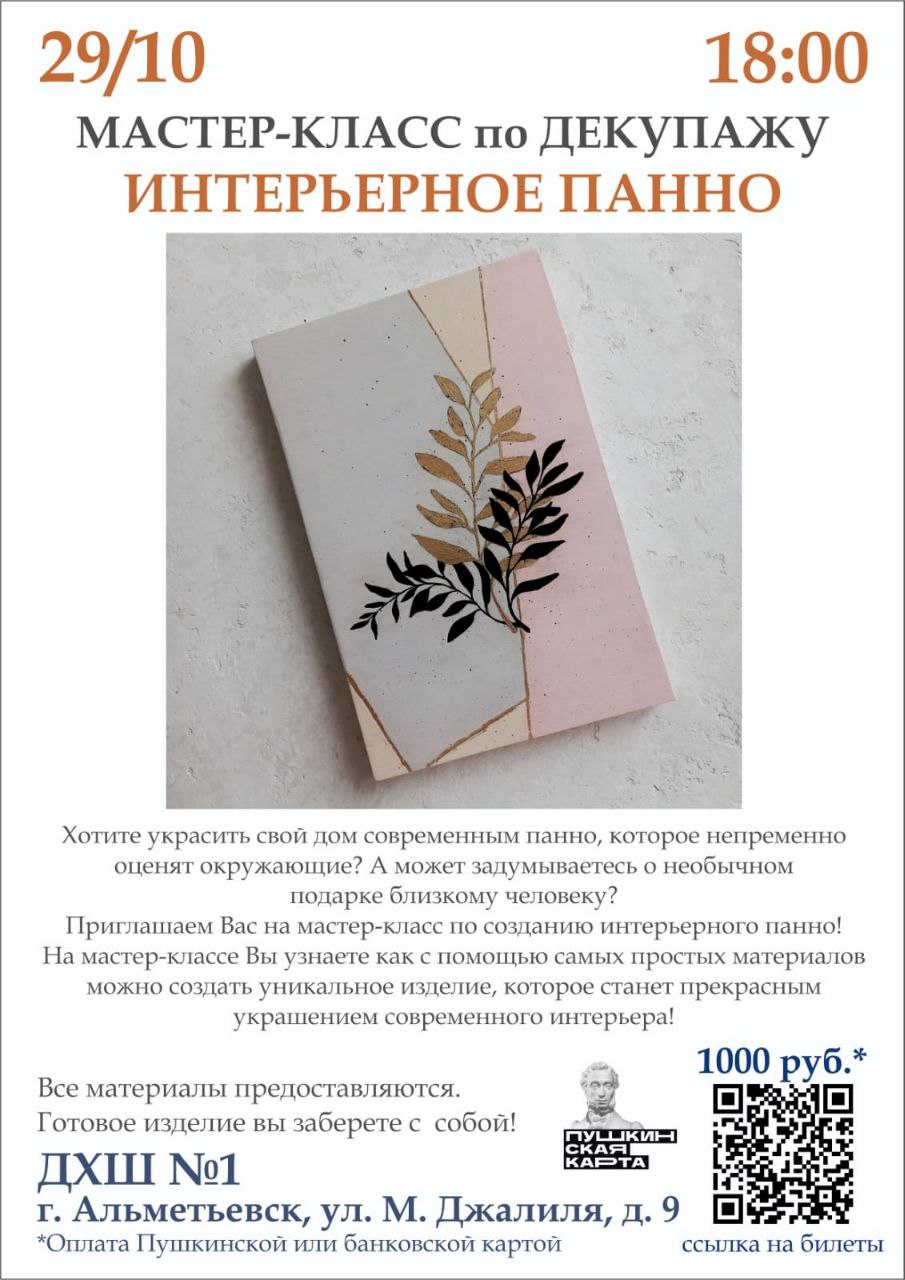 29/10 18:00
МАСТЕР-КЛАСС по ДЕКУПАЖУ
ИНТЕРЬЕРНОЕ ПАННО
Хотите украсить свой дом современным панно, которое непременно
оценят окружающие? А может задумываетесь о необычном
подарке близкому человеку?
Приглашаем Вас на мастер-класс по созданию интерьерного панно!
На мастер-классе Вы узнаете как с помощью самых простых материалов
можно создать уникальное изделие, которое станет прекрасным
украшением современного интерьера!
1000 руб.*
Все материалы предоставляются.
Готовое изделие вы заберете с собой!
ПУШКИН
СКАЯ
КАРТА
ДХШ №1
г. Альметьевск, ул. М. Джалиля, д. 9
*Оплата Пушкинской или банковской картой
ссылка на билеты